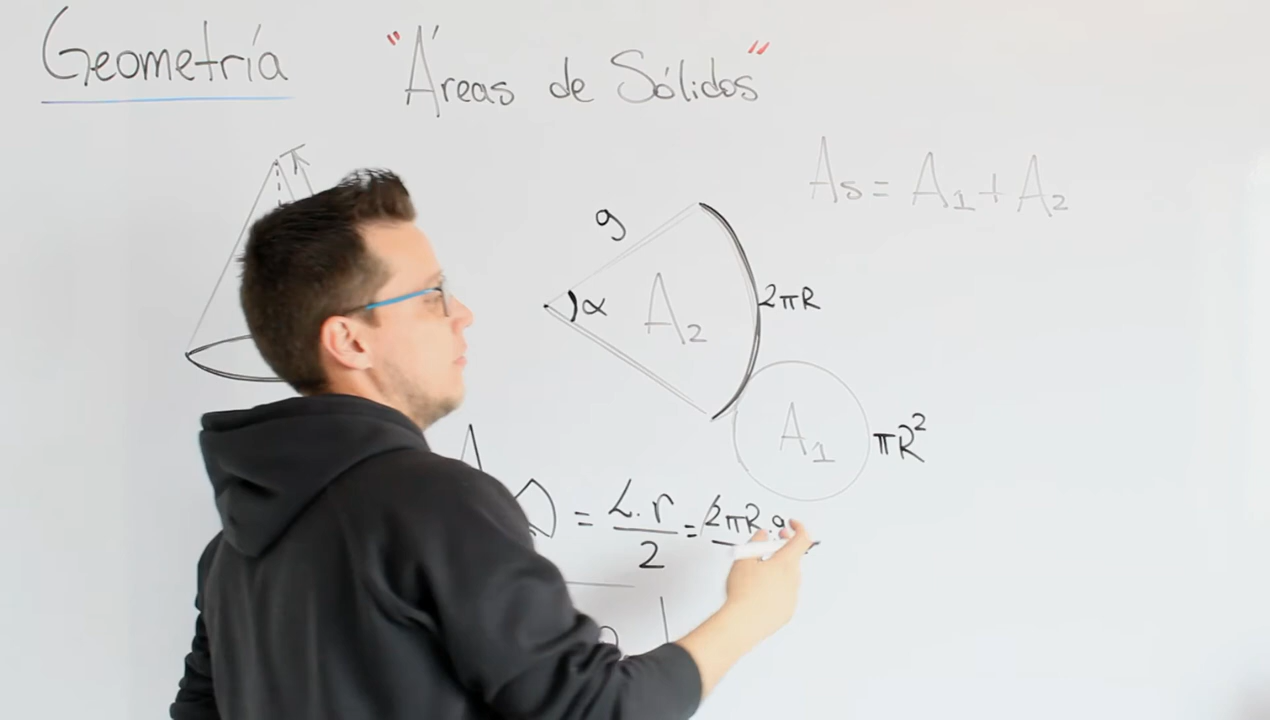 Geometría
"Áreas de Sólidos"
As = A₁ + A₂
g
α
A₂
2πR
A₁
πR²
A = L.r/2 = 2πR.g